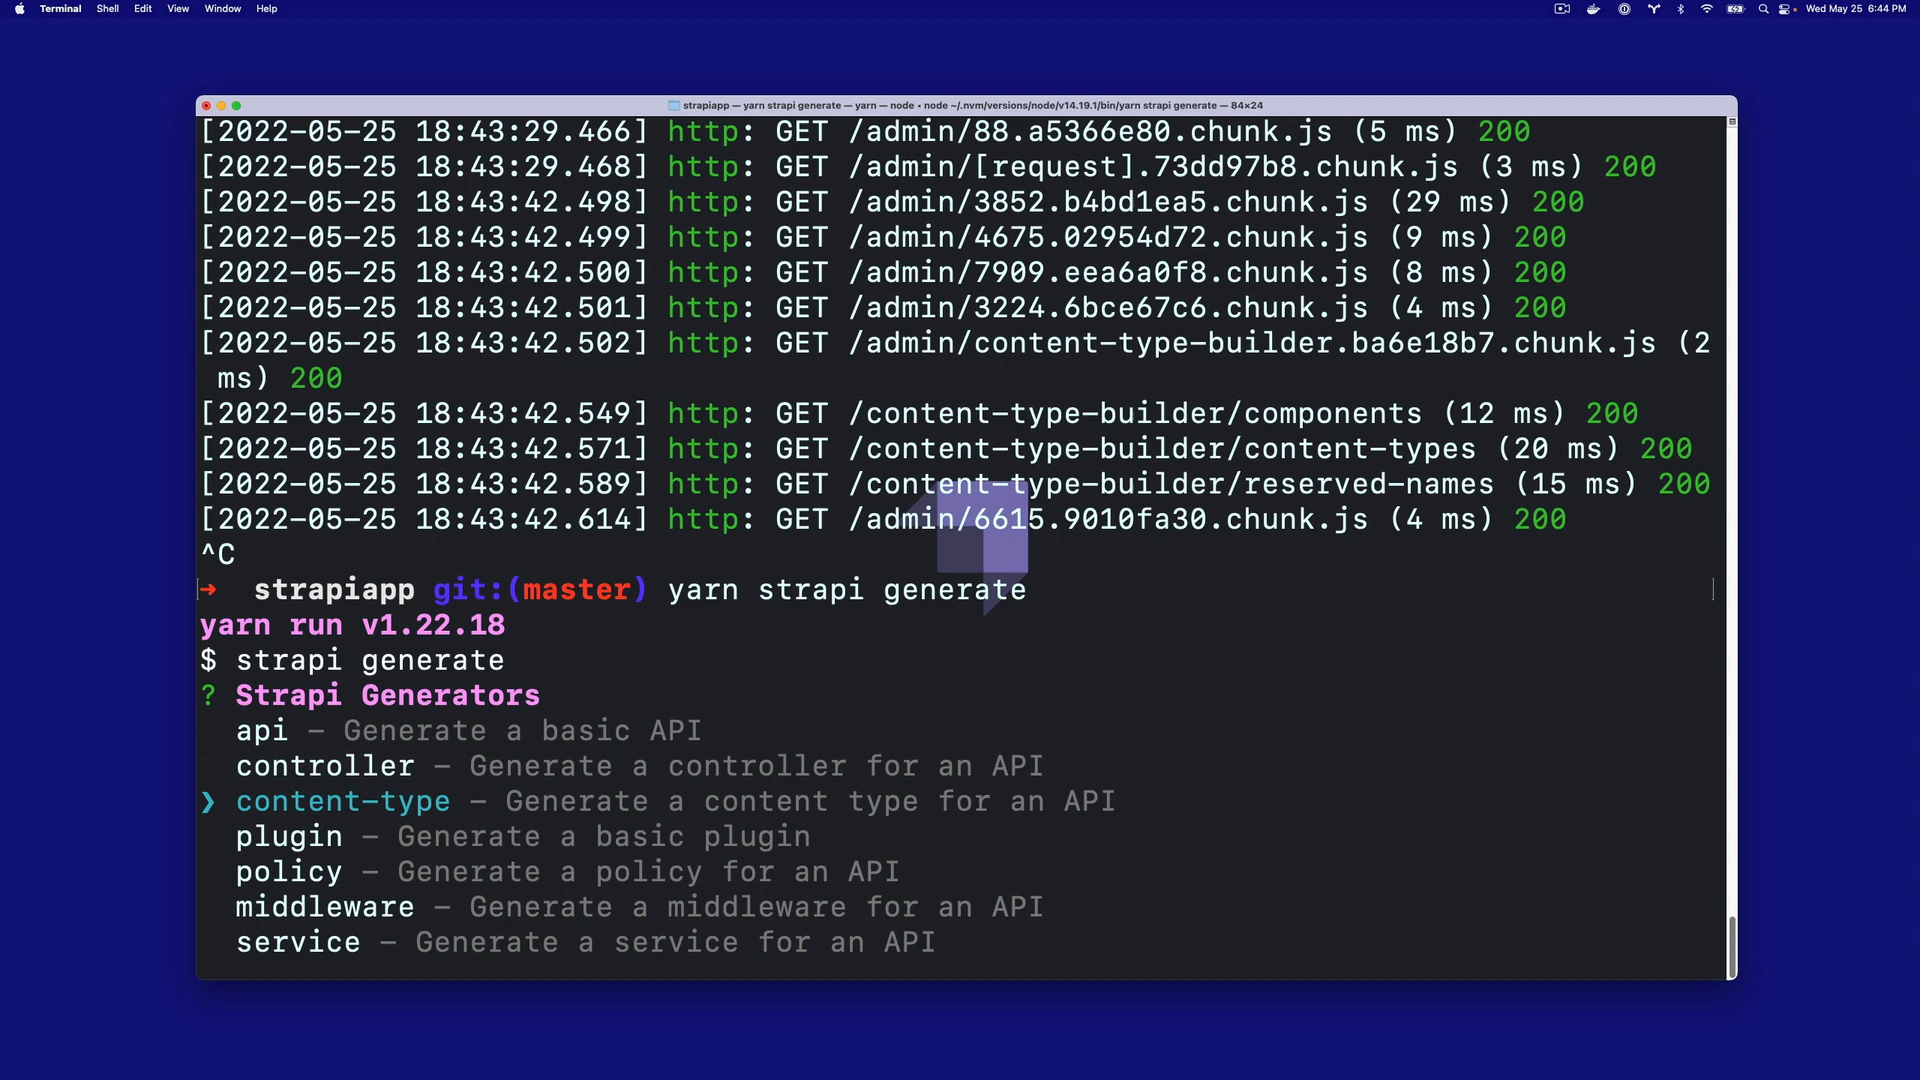 Terminal Shell Edit View Window Help Wed May 25 6:44 PM
strapiapp — yarn strapi generate — yarn — node ◂ node ~/.nvm/versions/node/v14.19.1/bin/yarn strapi generate — 84×24
[2022-05-25 18:43:29.466] http: GET /admin/88.a5366e80.chunk.js (5 ms) 200
[2022-05-25 18:43:29.468] http: GET /admin/[request].73dd97b8.chunk.js (3 ms) 200
[2022-05-25 18:43:42.498] http: GET /admin/3852.b4bd1ea5.chunk.js (29 ms) 200
[2022-05-25 18:43:42.499] http: GET /admin/4675.02954d72.chunk.js (9 ms) 200
[2022-05-25 18:43:42.500] http: GET /admin/7909.eea6a0f8.chunk.js (8 ms) 200
[2022-05-25 18:43:42.501] http: GET /admin/3224.6bce67c6.chunk.js (4 ms) 200
[2022-05-25 18:43:42.502] http: GET /admin/content-type-builder.ba6e18b7.chunk.js (2
ms) 200
[2022-05-25 18:43:42.549] http: GET /content-type-builder/components (12 ms) 200
[2022-05-25 18:43:42.571] http: GET /content-type-builder/content-types (20 ms) 200
[2022-05-25 18:43:42.589] http: GET /content-type-builder/reserved-names (15 ms) 200
[2022-05-25 18:43:42.614] http: GET /admin/6615.9010fa30.chunk.js (4 ms) 200
^C
➜ strapiapp git:(master) yarn strapi generate
yarn run v1.22.18
$ strapi generate
? Strapi Generators
api – Generate a basic API
controller – Generate a controller for an API
❯ content-type – Generate a content type for an API
plugin – Generate a basic plugin
policy – Generate a policy for an API
middleware – Generate a middleware for an API
service – Generate a service for an API